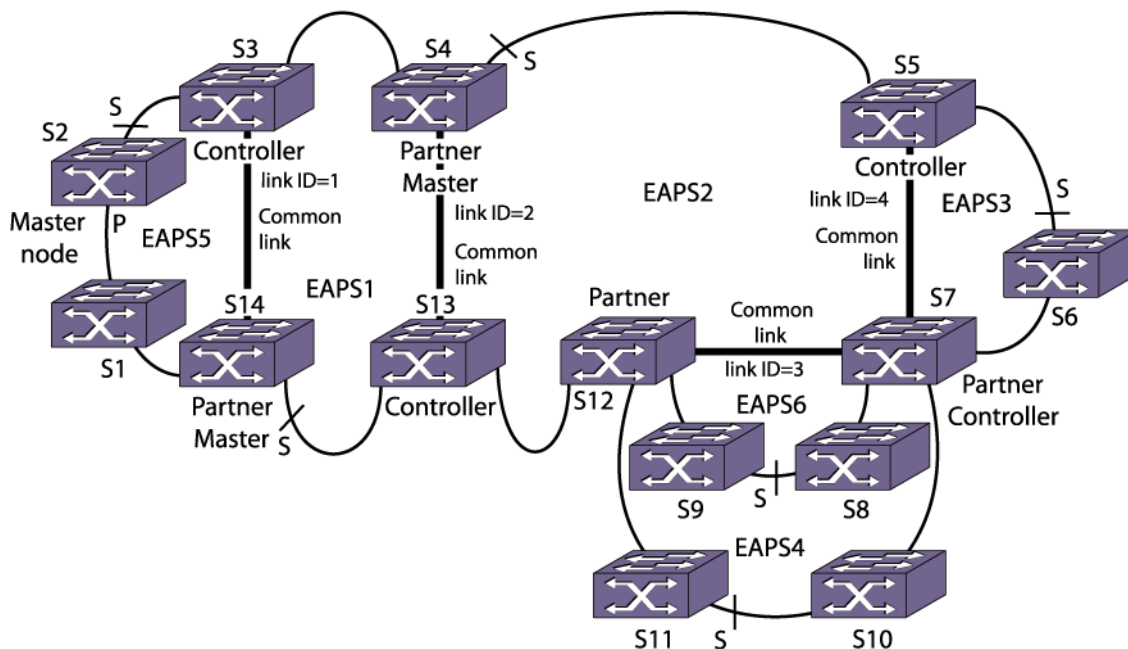 S3
S4
S
S5
S
S2
Controller
Partner
Master
Controller
link ID=1
link ID=2
EAPS2
link ID=4
EAPS3
S
Master
node
P
EAPS5
Common
link
Common
link
Common
link
S14
EAPS1
S13
Partner
Common
link
S7
S6
S1
link ID=3
Partner
Master
S
Controller
S12
EAPS6
Partner
Controller
S9
S
S8
EAPS4
S11
S
S10